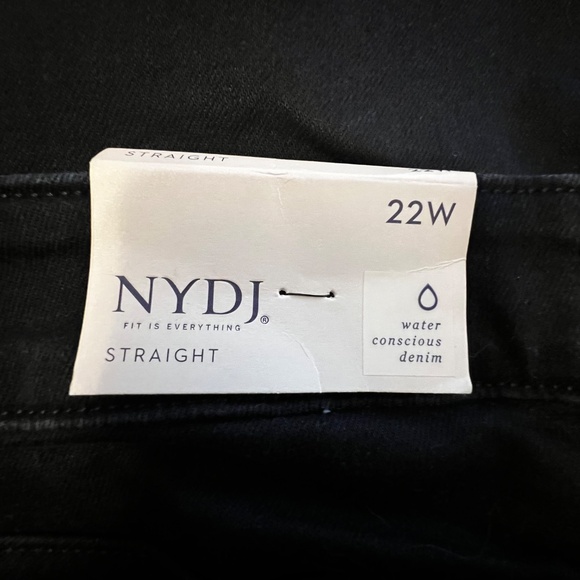 STRAIGHT
22W
NYDJ®
FIT IS EVERYTHING
STRAIGHT
water
conscious
denim